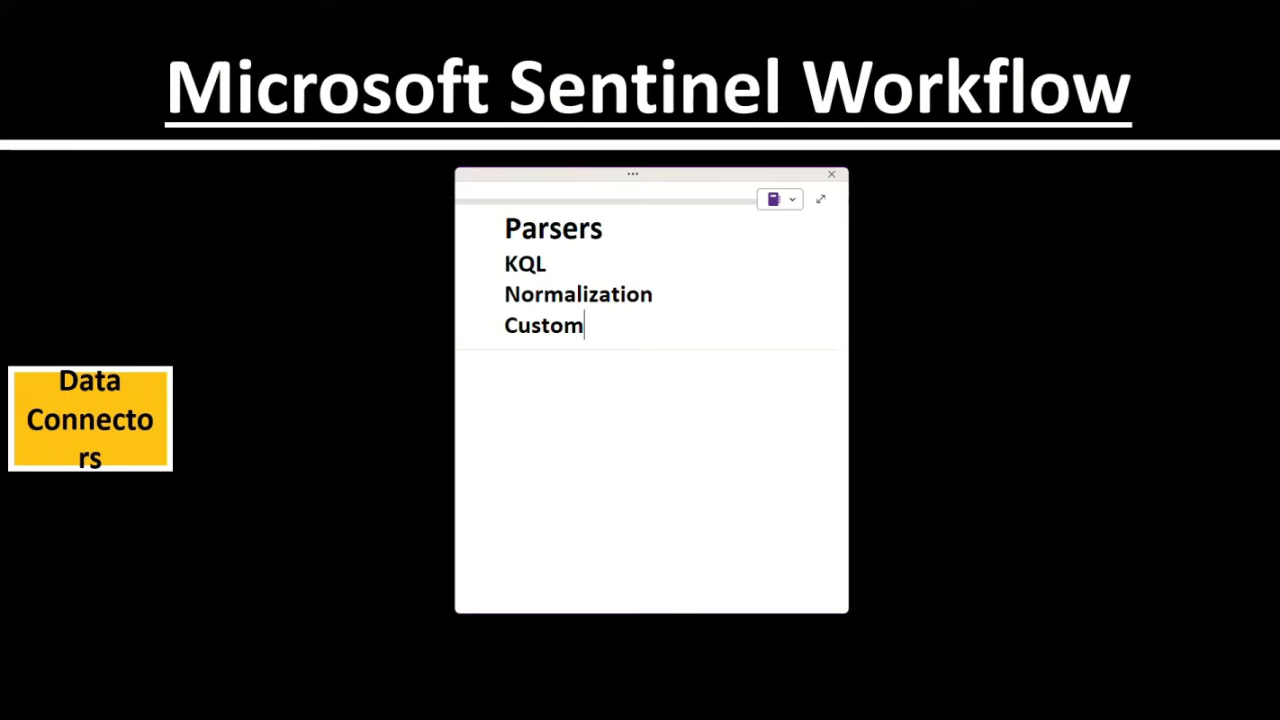 Microsoft Sentinel Workflow
Parsers
KQL
Normalization
Custom
Data
Connecto
rs